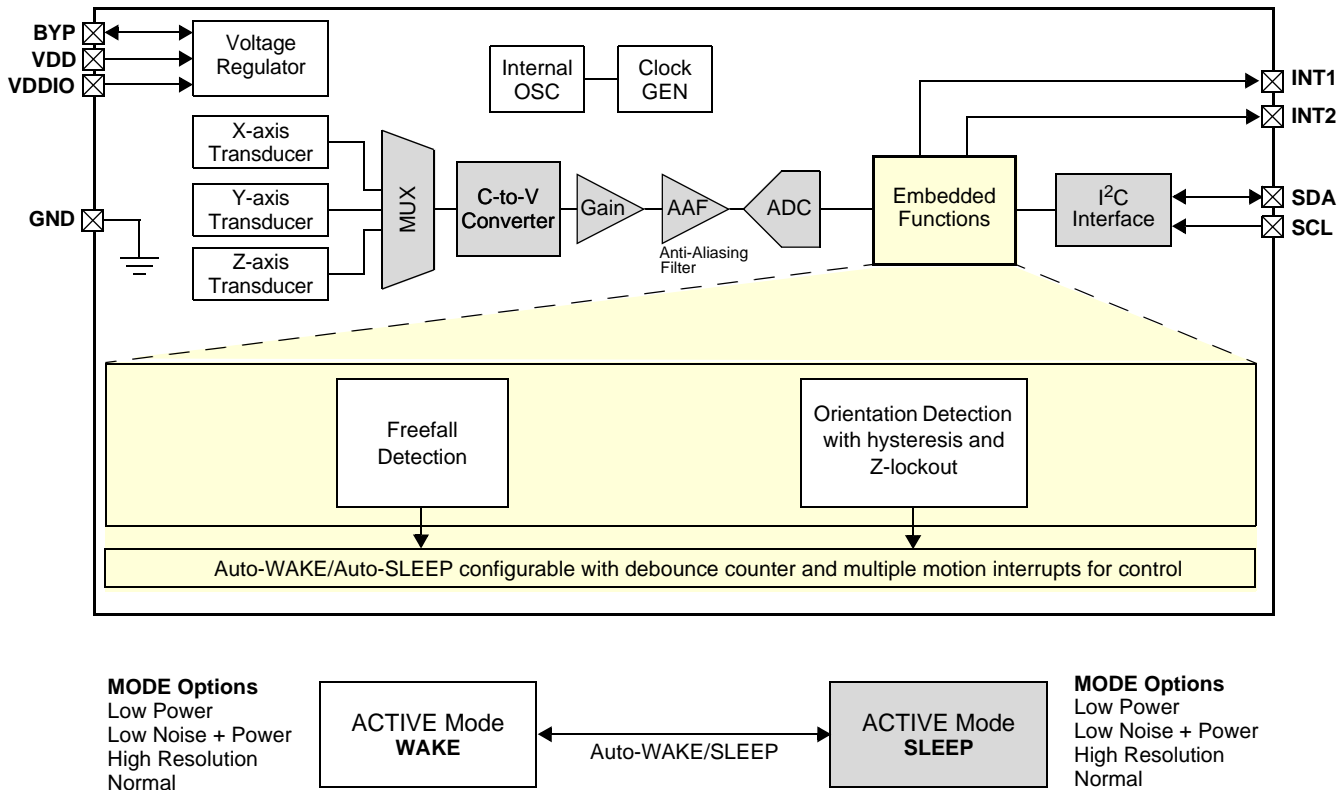 BYP
VDD
VDDIO
Voltage
Regulator
Internal
OSC
Clock
GEN
INT1
INT2
X-axis
Transducer
Y-axis
Transducer
Z-axis
Transducer
GND
MUX
C-to-V
Converter
Gain
AAF
Anti-Aliasing
Filter
ADC
Embedded
Functions
I²C
Interface
SDA
SCL
Freefall
Detection
Orientation Detection
with hysteresis and
Z-lockout
Auto-WAKE/Auto-SLEEP configurable with debounce counter and multiple motion interrupts for control
MODE Options
Low Power
Low Noise + Power
High Resolution
Normal
ACTIVE Mode
WAKE
Auto-WAKE/SLEEP
ACTIVE Mode
SLEEP
MODE Options
Low Power
Low Noise + Power
High Resolution
Normal